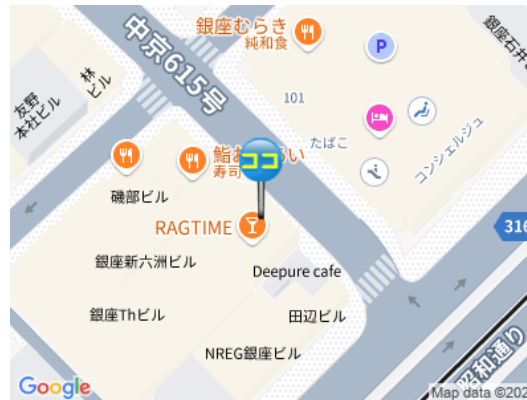 銀座むらき
純和食
中京615号
林
ビル
友野
本社ビル
101
P
銀座石井
たばこ
コンシェルジュ
ココ
寿司
磯部ビル
RAGTIME
316
銀座新六洲ビル
Deepure cafe
銀座Thビル
田辺ビル
NREG銀座ビル
昭和通り
Google
Map data ©202